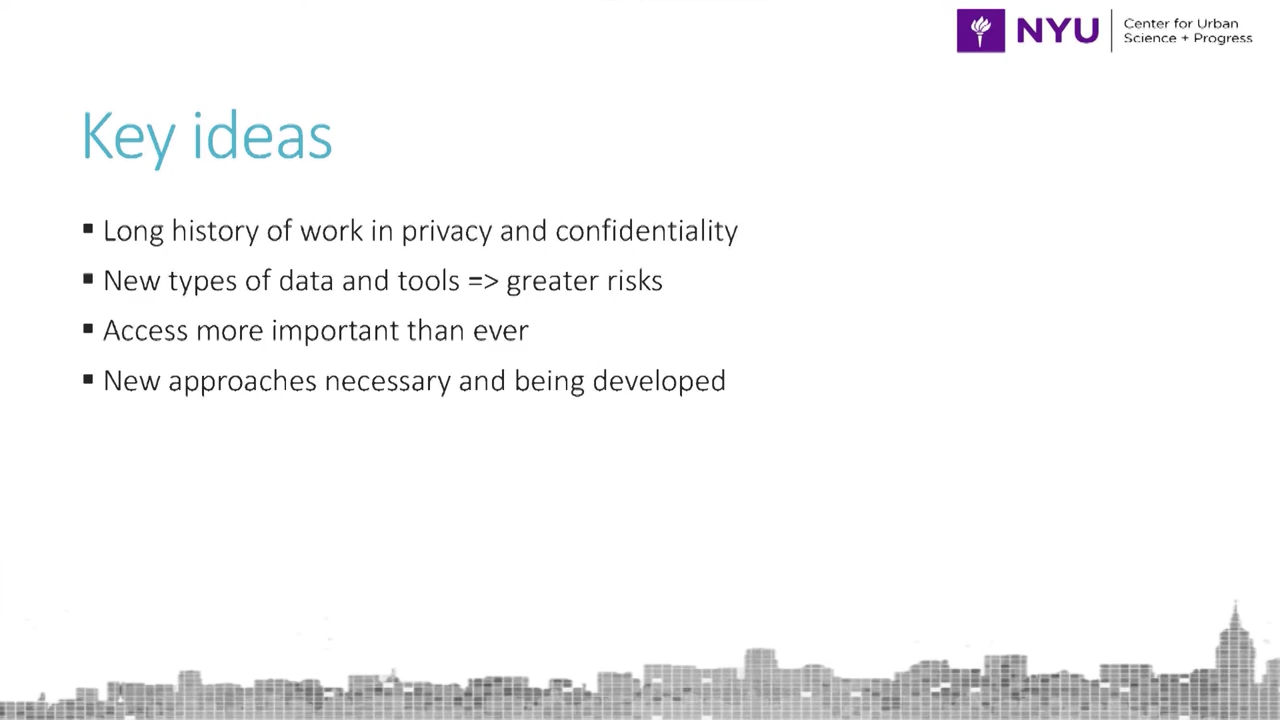 NYU
Center for Urban
Science + Progress
Key ideas
▪ Long history of work in privacy and confidentiality
▪ New types of data and tools => greater risks
▪ Access more important than ever
▪ New approaches necessary and being developed